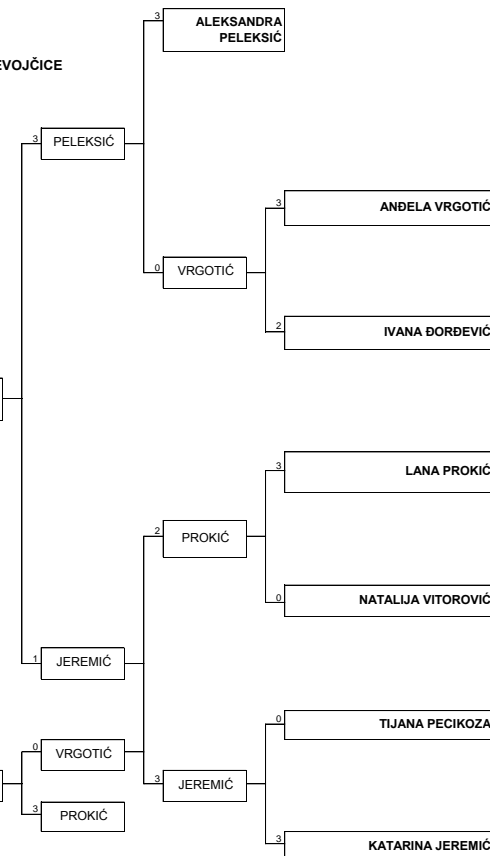 3
ALEKSANDRA
PELEKSIĆ
EVOJČICE
3
PELEKSIĆ
3
ANĐELA VRGOTIĆ
0
VRGOTIĆ
2
IVANA ĐORĐEVIĆ
3
LANA PROKIĆ
2
PROKIĆ
0
NATALIJA VITOROVIĆ
1
JEREMIĆ
0
TIJANA PECIKOZA
0
VRGOTIĆ
3
JEREMIĆ
3
PROKIĆ
3
KATARINA JEREMIĆ